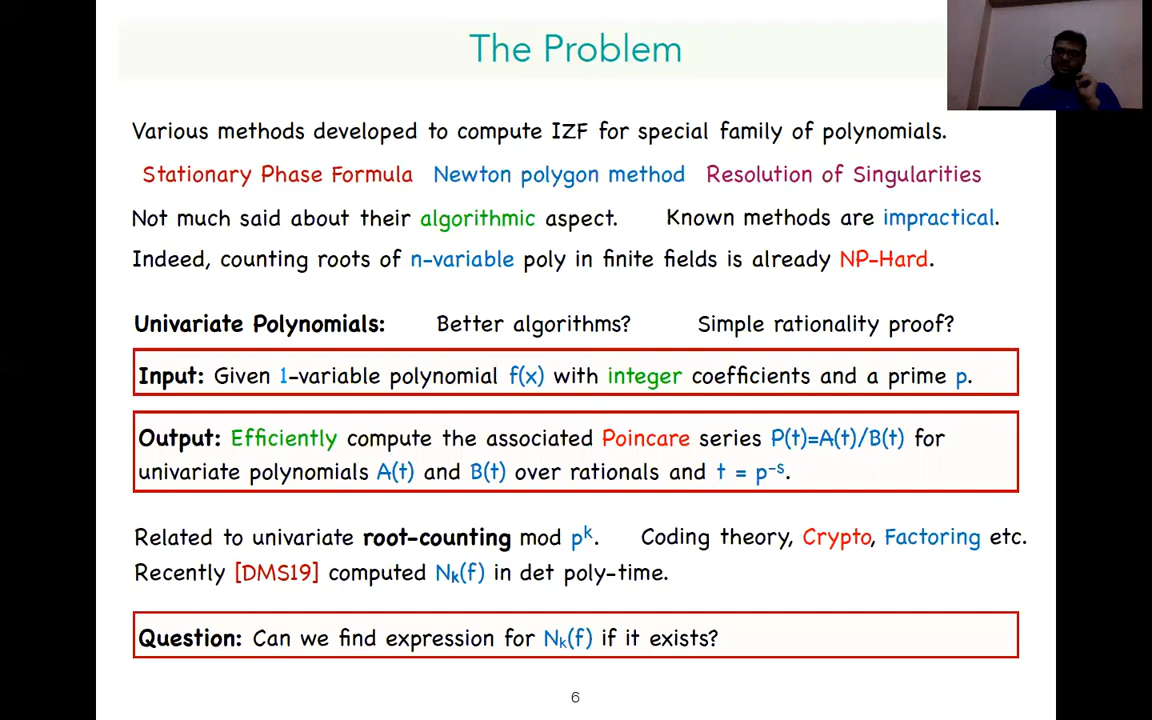 The Problem
Various methods developed to compute IZF for special family of polynomials.
Stationary Phase Formula Newton polygon method Resolution of Singularities
Not much said about their algorithmic aspect. Known methods are impractical.
Indeed, counting roots of n-variable poly in finite fields is already NP-Hard.
Univariate Polynomials: Better algorithms? Simple rationality proof?
Input: Given 1-variable polynomial f(x) with integer coefficients and a prime p.
Output: Efficiently compute the associated Poincare series P(t)=A(t)/B(t) for
univariate polynomials A(t) and B(t) over rationals and t = p⁻ˢ.
Related to univariate root-counting mod pᵏ. Coding theory, Crypto, Factoring etc.
Recently [DMS19] computed Nₖ(f) in det poly-time.
Question: Can we find expression for Nₖ(f) if it exists?
6